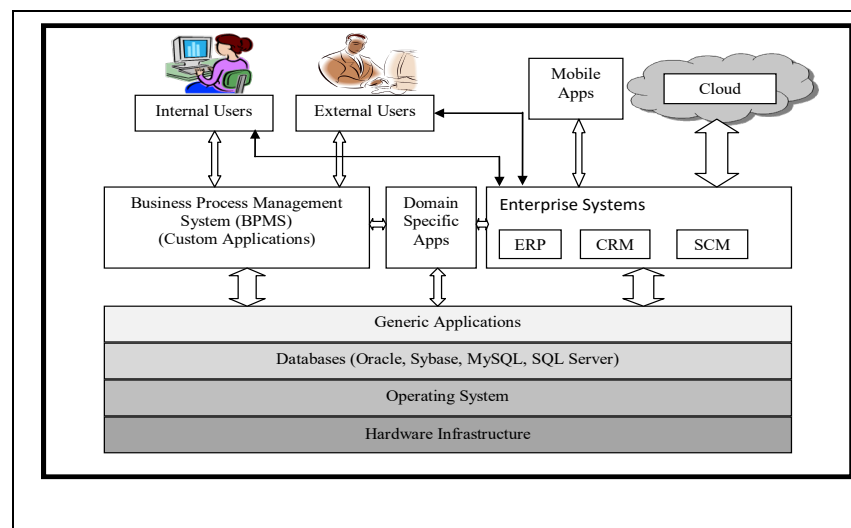 Mobile
Apps
Cloud
Internal Users
External Users
Business Process Management
System (BPMS)
(Custom Applications)
Domain
Specific
Apps
Enterprise Systems
ERP
CRM
SCM
Generic Applications
Databases (Oracle, Sybase, MySQL, SQL Server)
Operating System
Hardware Infrastructure